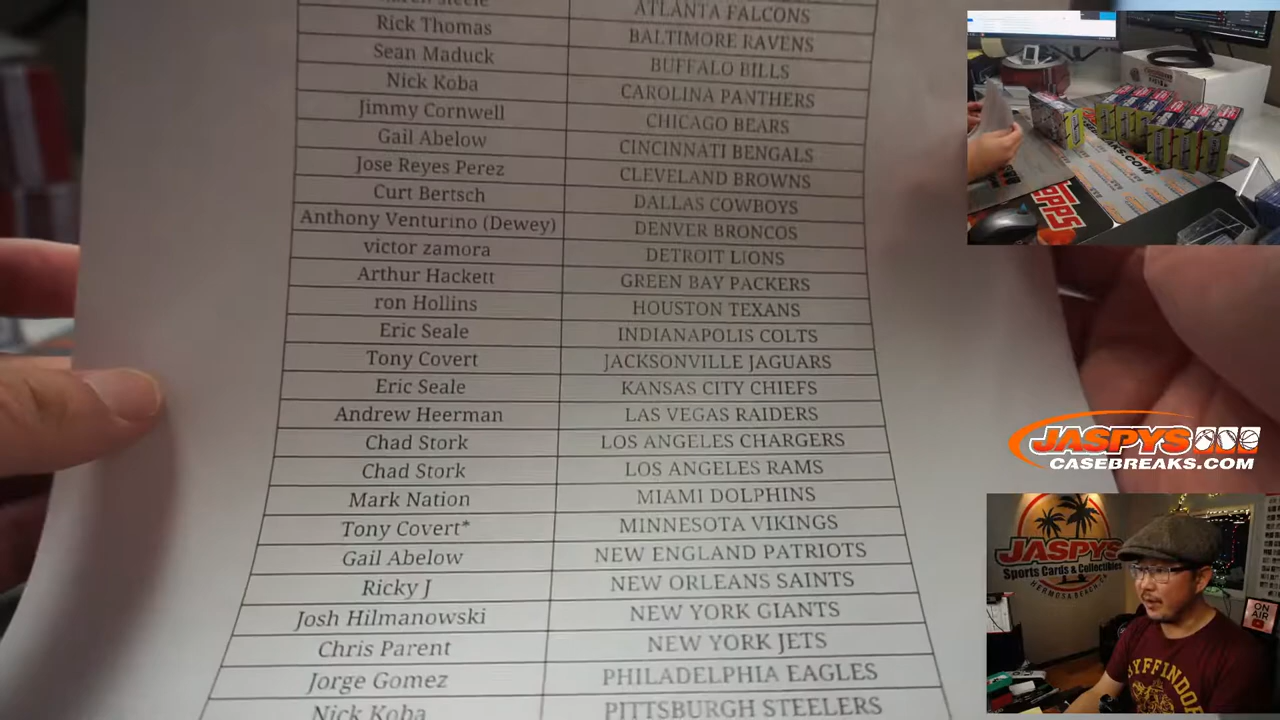 ATLANTA FALCONS
Rick Thomas BALTIMORE RAVENS
Sean Maduck BUFFALO BILLS
Nick Koba CAROLINA PANTHERS
Jimmy Cornwell CHICAGO BEARS
Gail Abelow CINCINNATI BENGALS
Jose Reyes Perez CLEVELAND BROWNS
Curt Bertsch DALLAS COWBOYS
Anthony Venturino (Dewey) DENVER BRONCOS
victor zamora DETROIT LIONS
Arthur Hackett GREEN BAY PACKERS
ron Hollins HOUSTON TEXANS
Eric Seale INDIANAPOLIS COLTS
Tony Covert JACKSONVILLE JAGUARS
Eric Seale KANSAS CITY CHIEFS
Andrew Heerman LAS VEGAS RAIDERS
Chad Stork LOS ANGELES CHARGERS
Chad Stork LOS ANGELES RAMS
Mark Nation MIAMI DOLPHINS
Tony Covert* MINNESOTA VIKINGS
Gail Abelow NEW ENGLAND PATRIOTS
Ricky J NEW ORLEANS SAINTS
Josh Hilmanowski NEW YORK GIANTS
Chris Parent NEW YORK JETS
Jorge Gomez PHILADELPHIA EAGLES
Nick Koba PITTSBURGH STEELERS
TOPPS
JASPYS
CASEBREAKS.COM
JASPYS
Sports Cards & Collectibles
HERMOSA BEACH, CA
ON
AIR
GRYFFINDOR